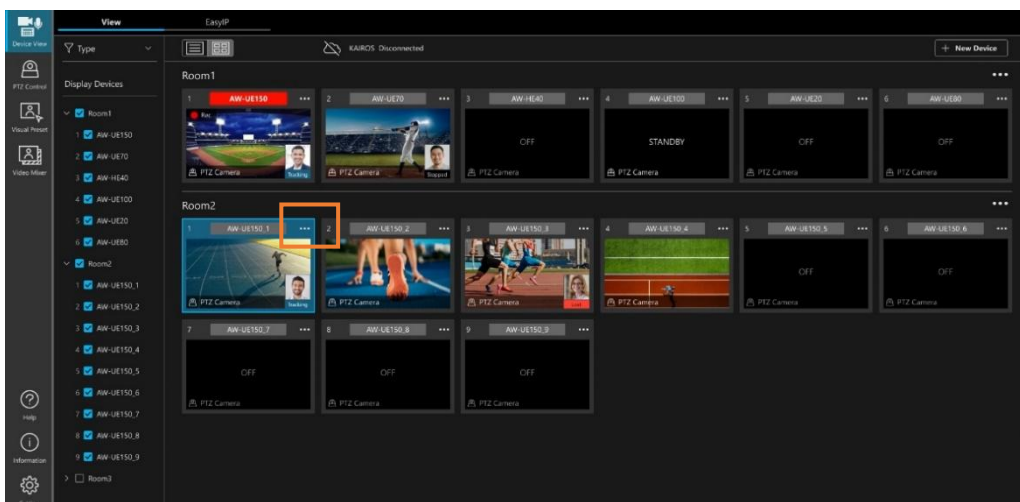 View
EasyIP
Device View
PTZ Control
Visual Preset
Video Mixer
Help
Information
Type
Display Devices
Room1
1 AW-UE150
2 AW-UE70
3 AW-HE40
4 AW-UE100
5 AW-UE20
6 AW-UE80
Room2
1 AW-UE150_1
2 AW-UE150_2
3 AW-UE150_3
4 AW-UE150_4
5 AW-UE150_5
6 AW-UE150_6
7 AW-UE150_7
8 AW-UE150_8
9 AW-UE150_9
Room3
KAIROS Disconnected
+ New Device
Room1
1 AW-UE150 ••• 2 AW-UE70 ••• 3 AW-HE40 ••• 4 AW-UE100 ••• 5 AW-UE20 ••• 6 AW-UE80 •••
Rec
OFF STANDBY OFF OFF
PTZ Camera Tracking PTZ Camera Stopped PTZ Camera PTZ Camera PTZ Camera PTZ Camera
Room2
1 AW-UE150_1 ••• 2 AW-UE150_2 ••• 3 AW-UE150_3 ••• 4 AW-UE150_4 ••• 5 AW-UE150_5 ••• 6 AW-UE150_6 •••
OFF OFF
PTZ Camera Tracking PTZ Camera PTZ Camera Lost PTZ Camera PTZ Camera PTZ Camera
7 AW-UE150_7 ••• 8 AW-UE150_8 ••• 9 AW-UE150_9 •••
OFF OFF OFF
PTZ Camera PTZ Camera PTZ Camera